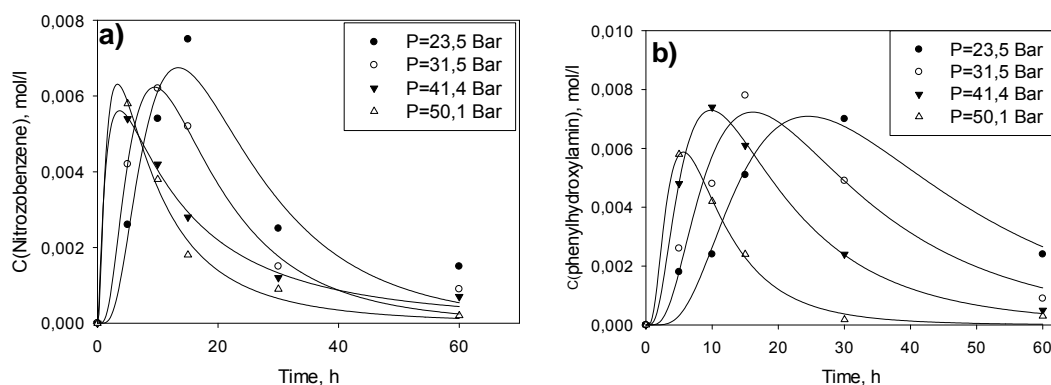 a)
P=23,5 Bar
P=31,5 Bar
P=41,4 Bar
P=50,1 Bar
C(Nitrozobenzene), mol/l
0,008
0,006
0,004
0,002
0,000
0 20 40 60
Time, h
b)
P=23,5 Bar
P=31,5 Bar
P=41,4 Bar
P=50,1 Bar
C(phenylhydroxylamin), mol/l
0,010
0,008
0,006
0,004
0,002
0,000
0 10 20 30 40 50 60
Time, h